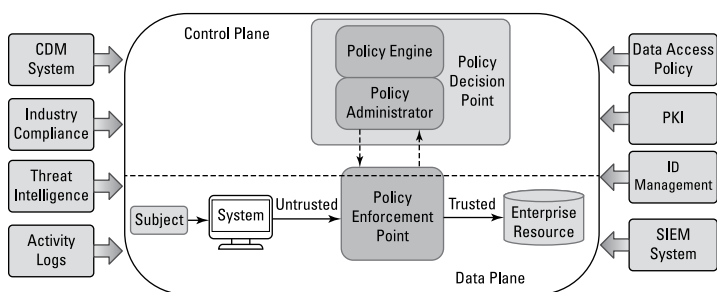 Control Plane
CDM
System
Industry
Compliance
Threat
Intelligence
Activity
Logs
Policy Engine
Policy
Administrator
Policy
Decision
Point
Data Access
Policy
PKI
ID
Management
SIEM
System
Subject
System
Untrusted
Policy
Enforcement
Point
Trusted
Enterprise
Resource
Data Plane